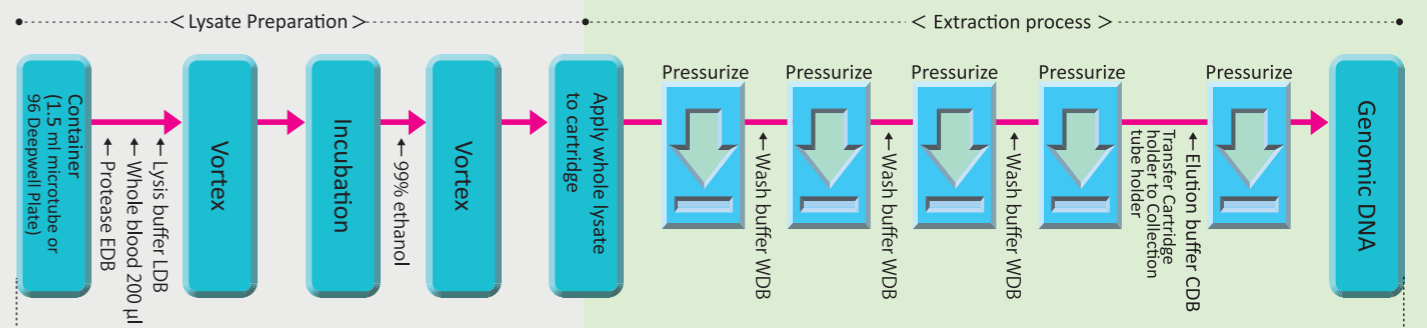 < Lysate Preparation >
< Extraction process >
Container
(1.5 ml microtube or
96 Deepwell Plate)
← Protease EDB
← Whole blood 200 µl
← Lysis buffer LDB
Vortex
Incubation
← 99% ethanol
Vortex
Apply whole lysate
to cartridge
Pressurize
← Wash buffer WDB
Pressurize
← Wash buffer WDB
Pressurize
← Wash buffer WDB
Pressurize
← Elution buffer CDB
Transfer Cartridge
holder to Collection
tube holder
Pressurize
Genomic DNA